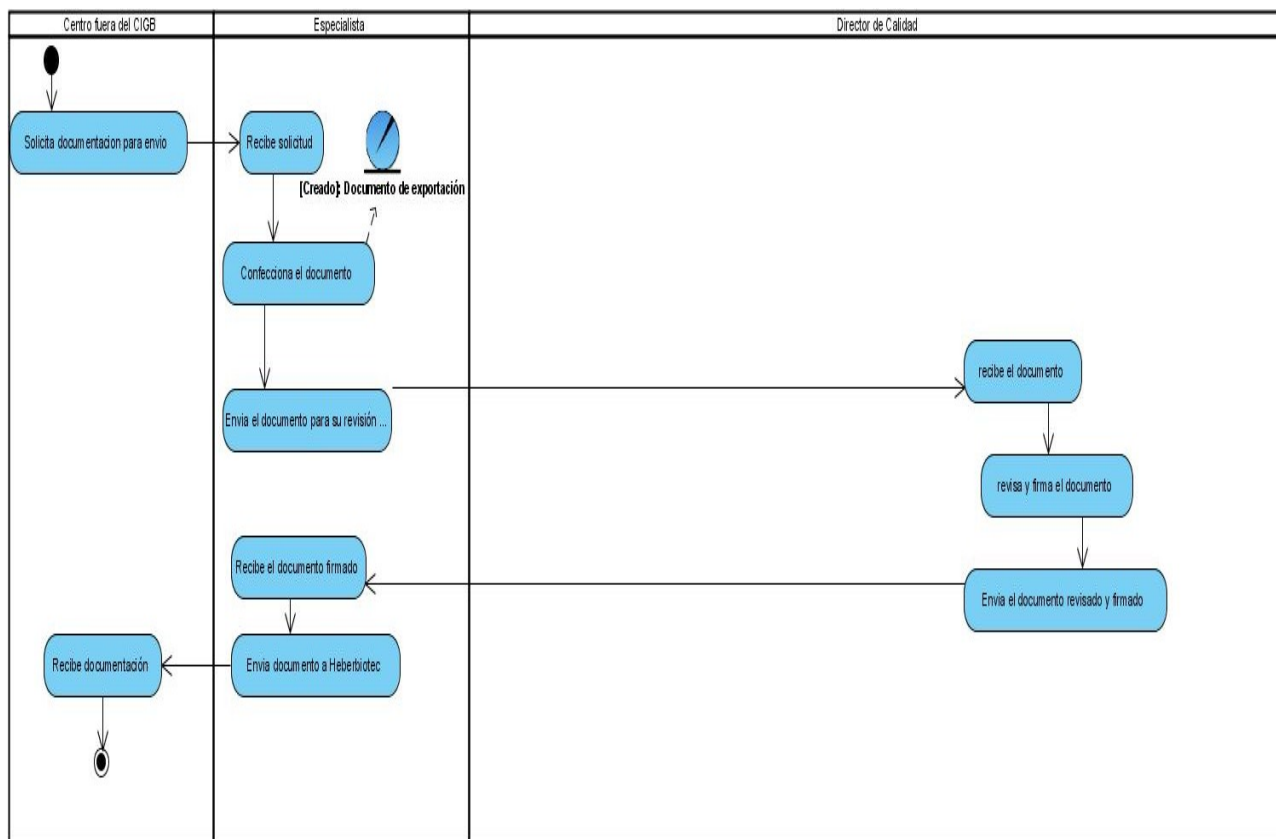 Centro fuera del CIGB
Especialista
Director de Calidad
Solicita documentacion para envio
Recibe solicitud
[Creado]: Documento de exportación
Confecciona el documento
Envia el documento para su revisión ...
recibe el documento
revisa y firma el documento
Envia el documento revisado y firmado
Recibe el documento firmado
Envia documento a Heberbiotec
Recibe documentación